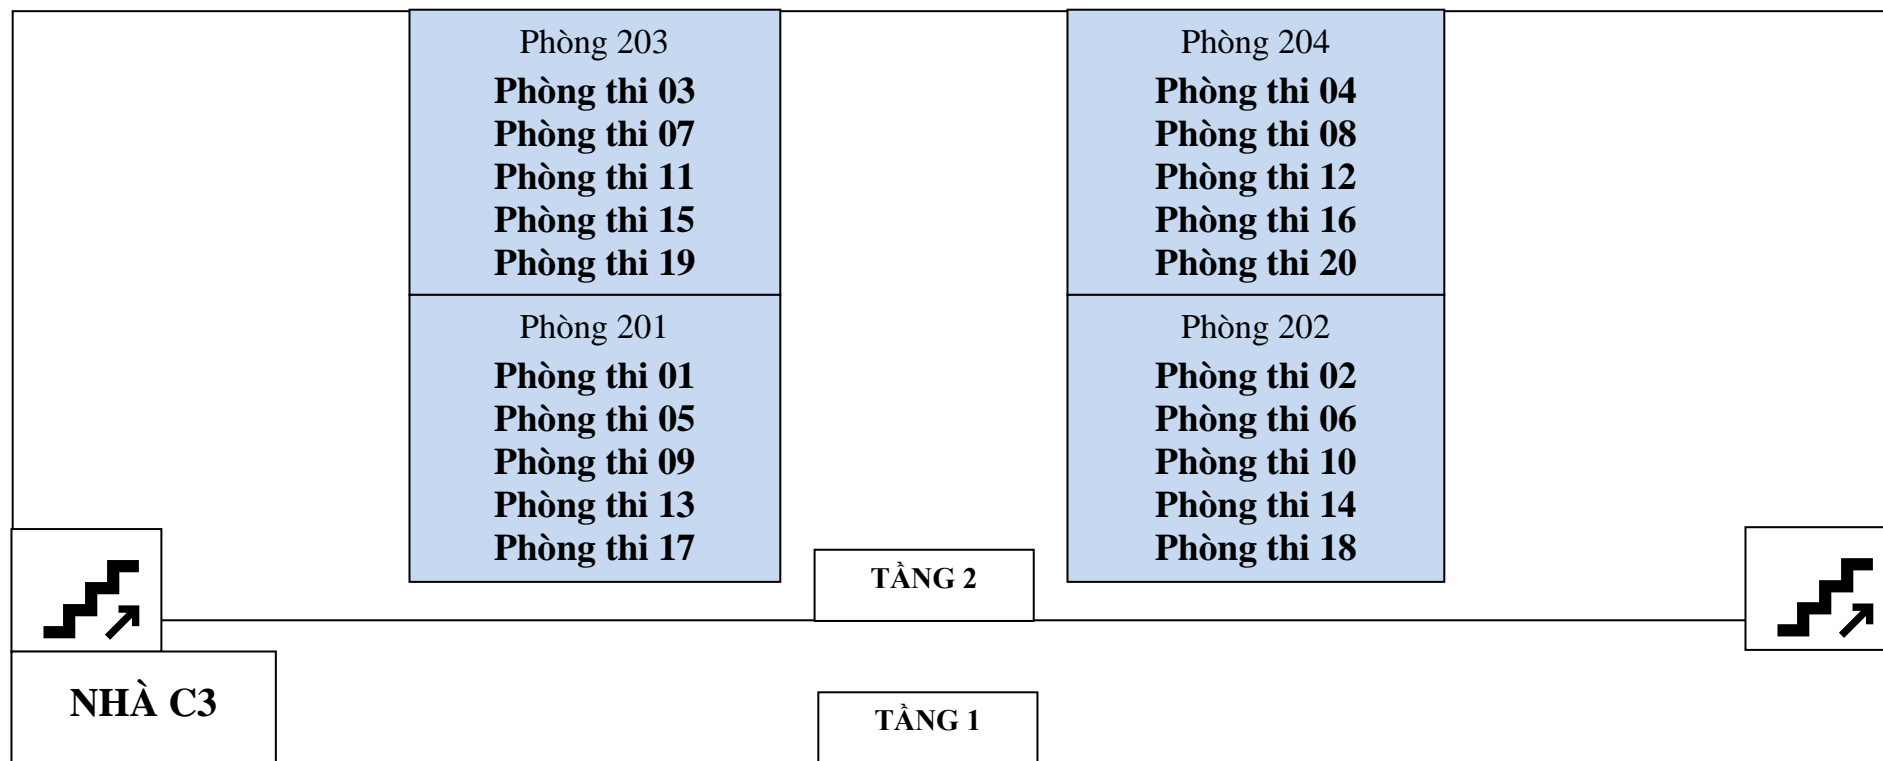 Phòng 203
Phòng thi 03
Phòng thi 07
Phòng thi 11
Phòng thi 15
Phòng thi 19
Phòng 204
Phòng thi 04
Phòng thi 08
Phòng thi 12
Phòng thi 16
Phòng thi 20
Phòng 201
Phòng thi 01
Phòng thi 05
Phòng thi 09
Phòng thi 13
Phòng thi 17
Phòng 202
Phòng thi 02
Phòng thi 06
Phòng thi 10
Phòng thi 14
Phòng thi 18
TẦNG 2
NHÀ C3
TẦNG 1